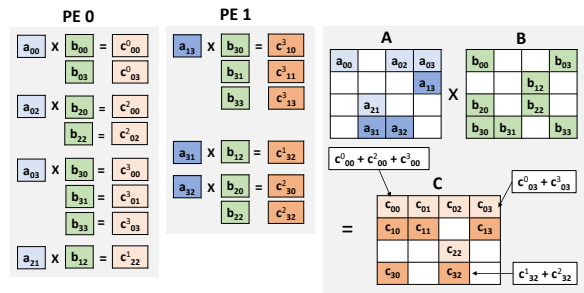 PE 0
a00 X b00 = c⁰00
b03 = c⁰03
a02 X b20 = c²00
b22 = c²02
a03 X b30 = c³00
b31 = c³01
b33 = c³03
a21 X b12 = c¹22
PE 1
a13 X b30 = c³10
b31 = c³11
b33 = c³13
a31 X b12 = c¹32
a32 X b20 = c²30
b22 = c²32
A
a00 a02 a03
a13
a21
a31 a32
X
B
b00 b03
b12
b20 b22
b30 b31 b33
c⁰00 + c²00 + c³00
C
c⁰03 + c³03
=
c00 c01 c02 c03
c10 c11 c13
c22
c30 c32
c¹32 + c²32